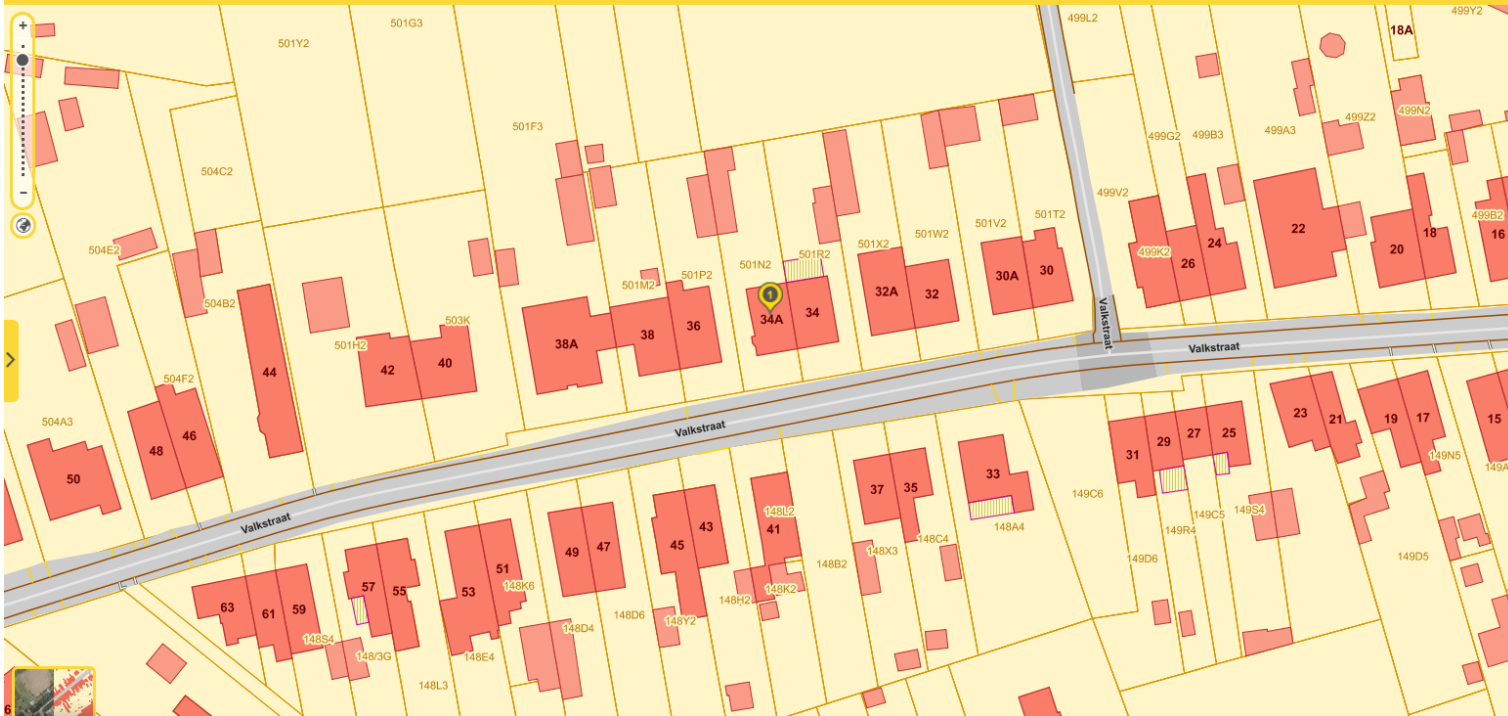 499Y2
499L2
501G3
18A
501Y2
+
499N2
499Z2
501F3
499A3
499G2
499B3
504C2
−
499V2
501T2
499B2
501V2
24
22
18
16
501W2
504E2
501X2
20
499K2
501R2
26
501N2
30A
30
501P2
501M2
1
32A
32
504B2
Valkstraat
34A
34
503K
36
38
501H2
38A
Valkstraat
40
42
44
504F2
23
21
19
17
15
504A3
Valkstraat
25
27
29
46
48
31
149N5
149A
33
50
37
35
149C6
149S4
148L2
149C5
Valkstraat
43
41
148A4
149R4
148C4
45
47
49
148X3
149D5
149D6
148B2
51
57
55
53
148K6
148K2
148H2
63
61
59
148D6
148Y2
148D4
148S4
148/3G
148E4
148L3
6